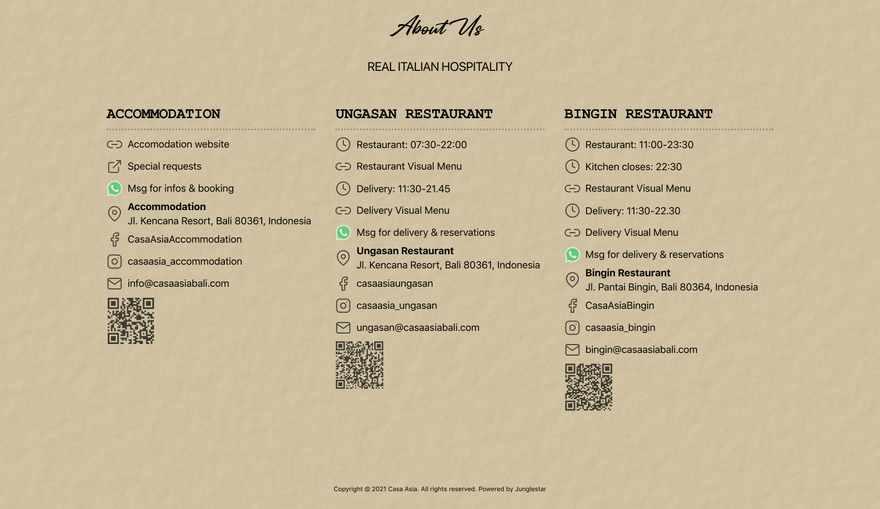 About Us
REAL ITALIAN HOSPITALITY
ACCOMMODATION
Accomodation website
Special requests
Msg for infos & booking
Accommodation
Jl. Kencana Resort, Bali 80361, Indonesia
CasaAsiaAccommodation
casaasia_accommodation
info@casaasiabali.com
UNGASAN RESTAURANT
Restaurant: 07:30-22:00
Restaurant Visual Menu
Delivery: 11:30-21.45
Delivery Visual Menu
Msg for delivery & reservations
Ungasan Restaurant
Jl. Kencana Resort, Bali 80361, Indonesia
casaasiaungasan
casaasia_ungasan
ungasan@casaasiabali.com
BINGIN RESTAURANT
Restaurant: 11:00-23:30
Kitchen closes: 22:30
Restaurant Visual Menu
Delivery: 11:30-22.30
Delivery Visual Menu
Msg for delivery & reservations
Bingin Restaurant
Jl. Pantai Bingin, Bali 80364, Indonesia
CasaAsiaBingin
casaasia_bingin
bingin@casaasiabali.com
Copyright @ 2021 Casa Asia. All rights reserved. Powered by Junglestar